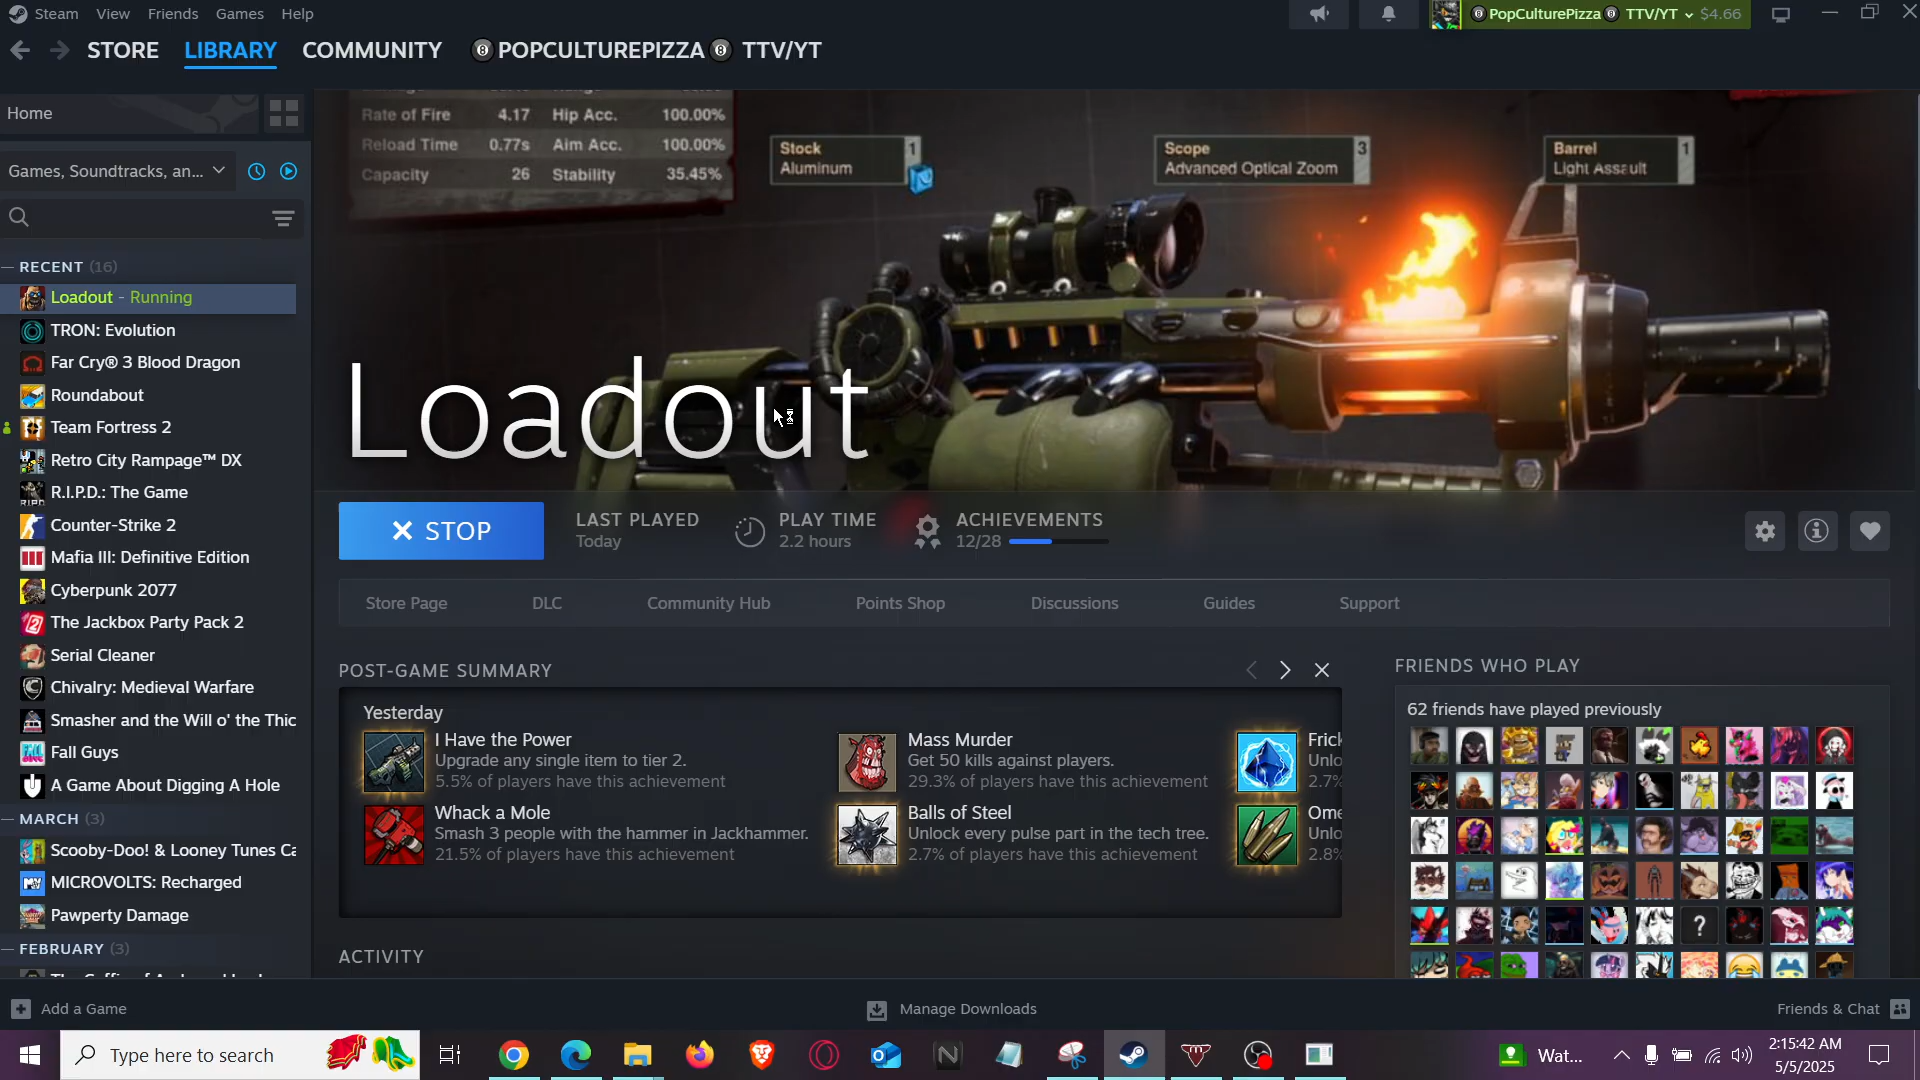 Steam View Friends Games Help
PopCulturePizza TTV/YT $4.66
STORE LIBRARY COMMUNITY POPCULTUREPIZZA TTV/YT
Home
Games, Soundtracks, an...
RECENT (16)
Loadout - Running
TRON: Evolution
Far Cry® 3 Blood Dragon
Roundabout
Team Fortress 2
Retro City Rampage™ DX
R.I.P.D.: The Game
Counter-Strike 2
Mafia III: Definitive Edition
Cyberpunk 2077
The Jackbox Party Pack 2
Serial Cleaner
Chivalry: Medieval Warfare
Smasher and the Will o' the Thic
Fall Guys
A Game About Digging A Hole
MARCH (3)
Scooby-Doo! & Looney Tunes Ca
MICROVOLTS: Recharged
Pawperty Damage
FEBRUARY (3)
Rate of Fire 4.17 Hip Acc. 100.00%
Reload Time 0.77s Aim Acc. 100.00%
Capacity 26 Stability 35.45%
Stock 1
Aluminum
Scope 3
Advanced Optical Zoom
Barrel 1
Light Assault
Loadout
STOP
LAST PLAYED
Today
PLAY TIME
2.2 hours
ACHIEVEMENTS
12/28
Store Page DLC Community Hub Points Shop Discussions Guides Support
POST-GAME SUMMARY
Yesterday
I Have the Power
Upgrade any single item to tier 2.
5.5% of players have this achievement
Mass Murder
Get 50 kills against players.
29.3% of players have this achievement
Frick
Unlo
2.7%
Whack a Mole
Smash 3 people with the hammer in Jackhammer.
21.5% of players have this achievement
Balls of Steel
Unlock every pulse part in the tech tree.
2.7% of players have this achievement
Ome
Unlo
2.8%
ACTIVITY
FRIENDS WHO PLAY
62 friends have played previously
?
Add a Game
Manage Downloads
Friends & Chat
Type here to search
Wat...
2:15:42 AM
5/5/2025